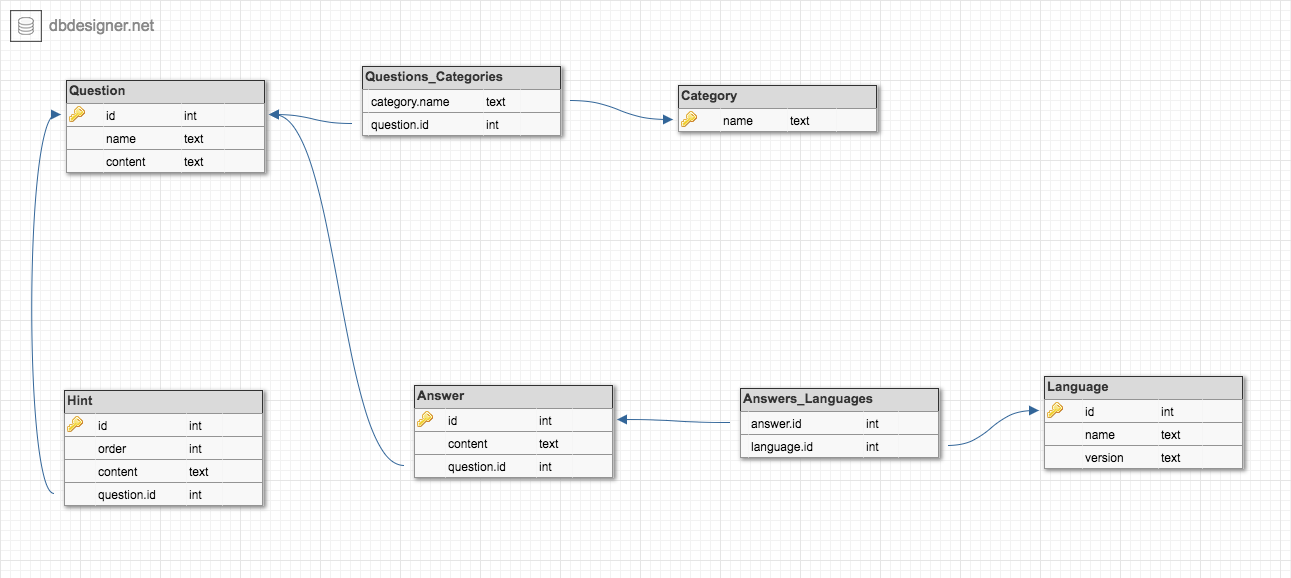 dbdesigner.net
Question
id int
name text
content text
Questions_Categories
category.name text
question.id int
Category
name text
Hint
id int
order int
content text
question.id int
Answer
id int
content text
question.id int
Answers_Languages
answer.id int
language.id int
Language
id int
name text
version text